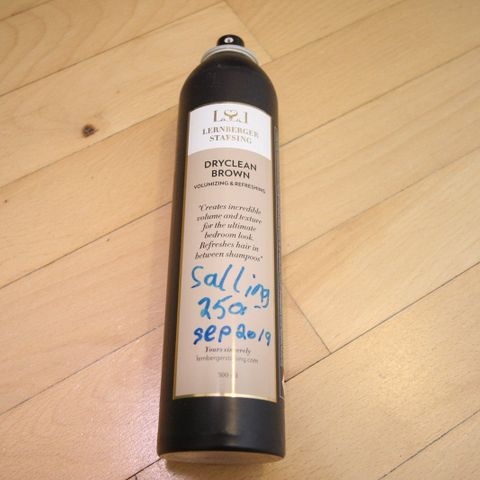 LERNBERGER
STAFSING
DRYCLEAN
BROWN
VOLUMIZING & REFRESHING
"Creates incredible
volume and texture
for the ultimate
bedroom look.
Refreshes hair in
between shampoos"
Salling
250:-
sep 2019
Yours sincerely
lernbergerstafsing.com